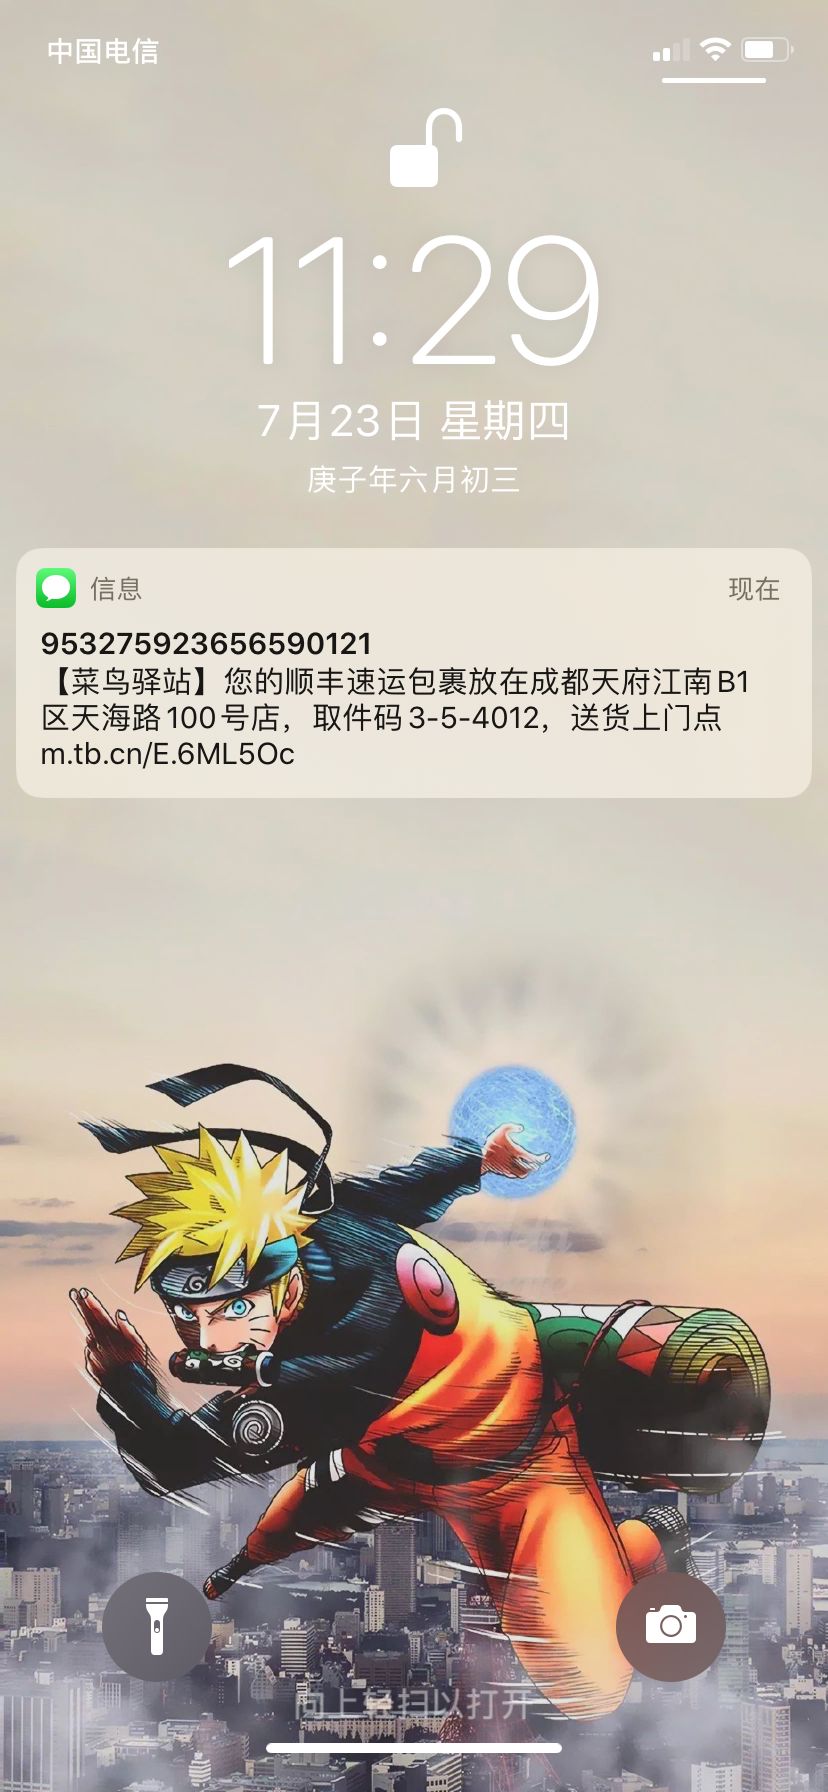 中国电信
11:29
7月23日 星期四
庚子年六月初三
信息
现在
953275923656590121
【菜鸟驿站】您的顺丰速运包裹放在成都天府江南B1
区天海路100号店，取件码3-5-4012，送货上门点
m.tb.cn/E.6ML5Oc
向上轻扫以打开